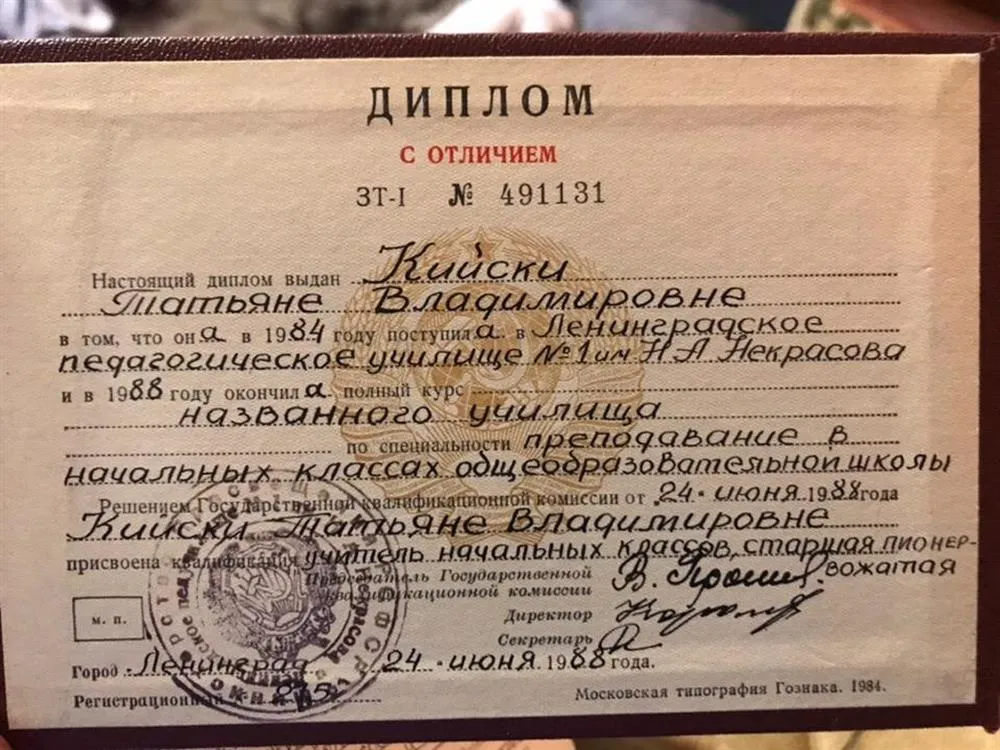 ДИПЛОМ
С ОТЛИЧИЕМ
ЗТ-I № 491131
Настоящий диплом выдан Кийски
Татьяне Владимировне
в том, что она в 1984 году поступила в Ленинградское
педагогическое училище №1 им Н А Некрасова
и в 1988 году окончила полный курс
названного училища
по специальности преподавание в
начальных классах общеобразовательной школы
Решением Государственной квалификационной комиссии от 24 июня 1988 года
Кийски Татьяне Владимировне
присвоена квалификация учитель начальных классов, старшая пионер-
вожатая
Председатель Государственной
квалификационной комиссии
Директор
Секретарь
м. п.
Город Ленинград 24 июня 1988 года.
Регистрационный № 275
Московская типография Гознака. 1984.